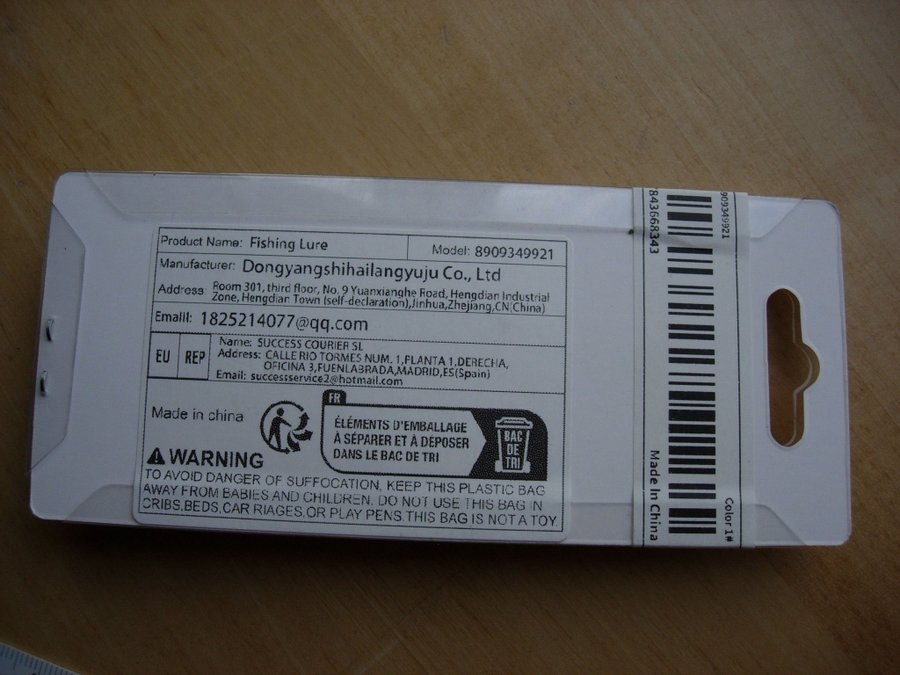 Product Name: Fishing Lure
Model: 8909349921
Manufacturer: Dongyangshihailangyuju Co., Ltd
Address: Room 301, third floor, No. 9 Yuanxianghe Road, Hengdian Industrial
Zone, Hengdian Town (self-declaration),Jinhua,Zhejiang,CN(China)
Email: 1825214077@qq.com
EU REP
Name: SUCCESS COURIER SL
Address: CALLE RIO TORMES NUM. 1,PLANTA 1,DERECHA,
OFICINA 3,FUENLABRADA,MADRID,ES(Spain)
Email: successservice2@hotmail.com
Made in china
FR
ÉLÉMENTS D'EMBALLAGE
À SÉPARER ET À DÉPOSER
DANS LE BAC DE TRI
BAC
DE
TRI
WARNING
TO AVOID DANGER OF SUFFOCATION, KEEP THIS PLASTIC BAG
AWAY FROM BABIES AND CHILDREN. DO NOT USE THIS BAG IN
CRIBS,BEDS,CAR RIAGES,OR PLAY PENS.THIS BAG IS NOT A TOY.
7843668343
Made In China
909349921
Color 1#